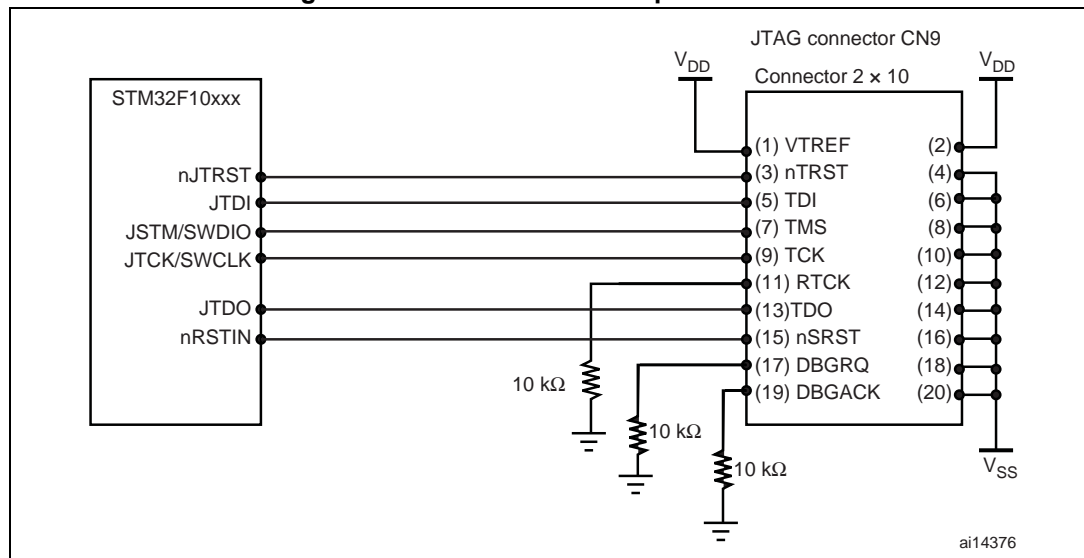 JTAG connector CN9
V_DD
V_DD
Connector 2 × 10
STM32F10xxx
(1) VTREF
(2)
nJTRST
(3) nTRST
(4)
JTDI
(5) TDI
(6)
JSTM/SWDIO
(7) TMS
(8)
JTCK/SWCLK
(9) TCK
(10)
(11) RTCK
(12)
JTDO
(13)TDO
(14)
nRSTIN
(15) nSRST
(16)
(17) DBGRQ
(18)
10 kΩ
(19) DBGACK
(20)
10 kΩ
10 kΩ
V_SS
ai14376